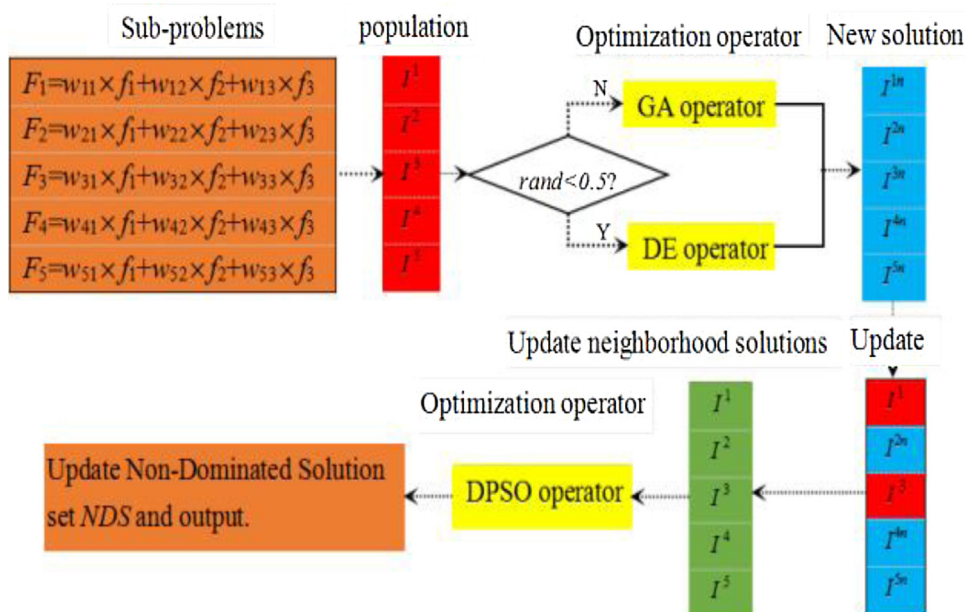 Sub-problems
population
Optimization operator
New solution
F₁=w₁₁×f₁+w₁₂×f₂+w₁₃×f₃
F₂=w₂₁×f₁+w₂₂×f₂+w₂₃×f₃
F₃=w₃₁×f₁+w₃₂×f₂+w₃₃×f₃
F₄=w₄₁×f₁+w₄₂×f₂+w₄₃×f₃
F₅=w₅₁×f₁+w₅₂×f₂+w₅₃×f₃
I¹
I²
I³
I⁴
I⁵
rand<0.5?
N
GA operator
Y
DE operator
I¹ⁿ
I²ⁿ
I³ⁿ
I⁴ⁿ
I⁵ⁿ
Update neighborhood solutions
Update
I¹
I²ⁿ
I³
I⁴ⁿ
I⁵ⁿ
I¹
I²
I³
I⁴
I⁵
Optimization operator
DPSO operator
Update Non-Dominated Solution
set NDS and output.